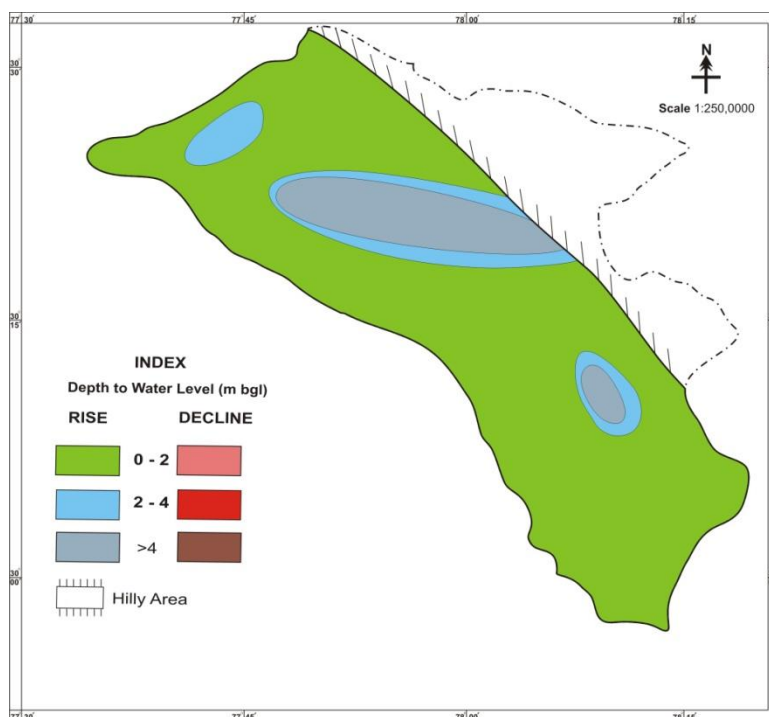 77 30'
77 45'
78 00'
78 15'
30
30
N
Scale 1:250,0000
30
15
INDEX
Depth to Water Level (m bgl)
RISE DECLINE
0 - 2
2 - 4
>4
30
00
Hilly Area
77 30'
77 45'
78 00'
78 15'